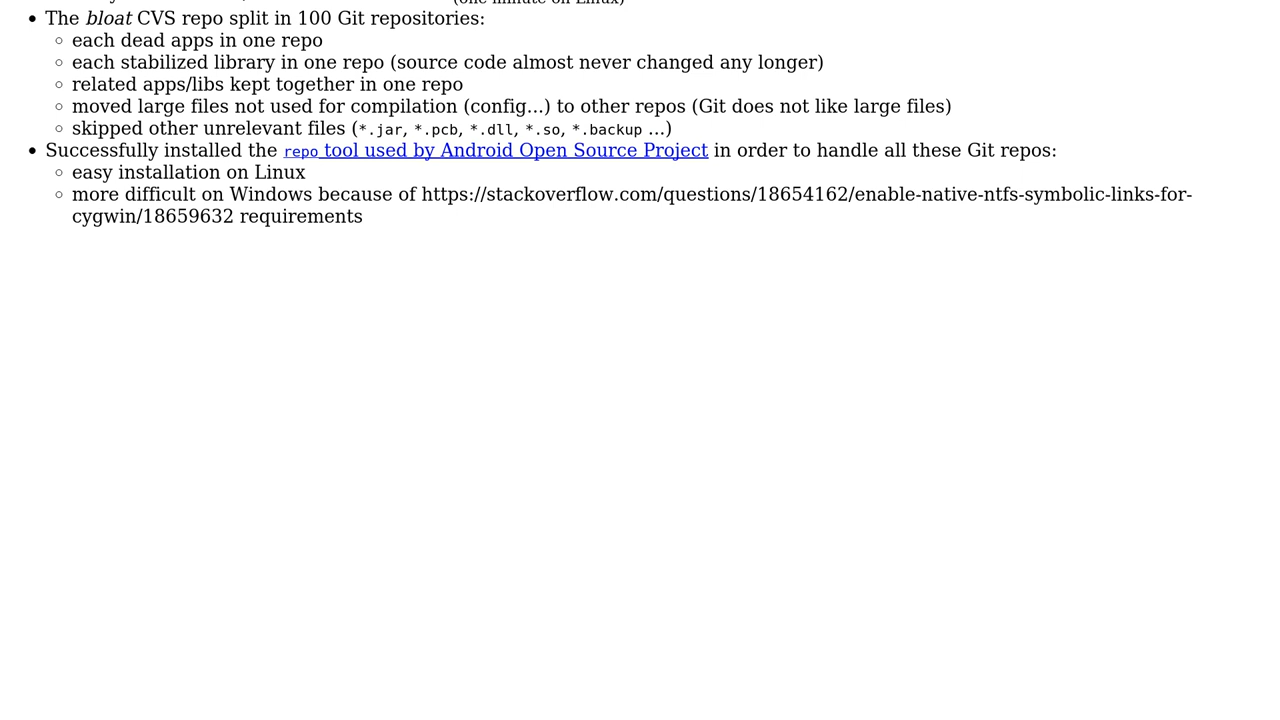 (one minute on Linux)
• The bloat CVS repo split in 100 Git repositories:
◦ each dead apps in one repo
◦ each stabilized library in one repo (source code almost never changed any longer)
◦ related apps/libs kept together in one repo
◦ moved large files not used for compilation (config...) to other repos (Git does not like large files)
◦ skipped other unrelevant files (*.jar, *.pcb, *.dll, *.so, *.backup ...)
• Successfully installed the repo tool used by Android Open Source Project in order to handle all these Git repos:
◦ easy installation on Linux
◦ more difficult on Windows because of https://stackoverflow.com/questions/18654162/enable-native-ntfs-symbolic-links-for-
cygwin/18659632 requirements